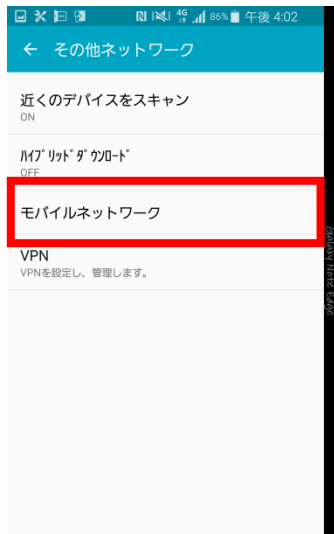 4G 86% 午後 4:02
← その他ネットワーク
近くのデバイスをスキャン
ON
ﾊｲﾌﾞﾘｯﾄﾞﾀﾞｳﾝﾛｰﾄﾞ
OFF
モバイルネットワーク
VPN
VPNを設定し、管理します。
Galaxy Note Edge